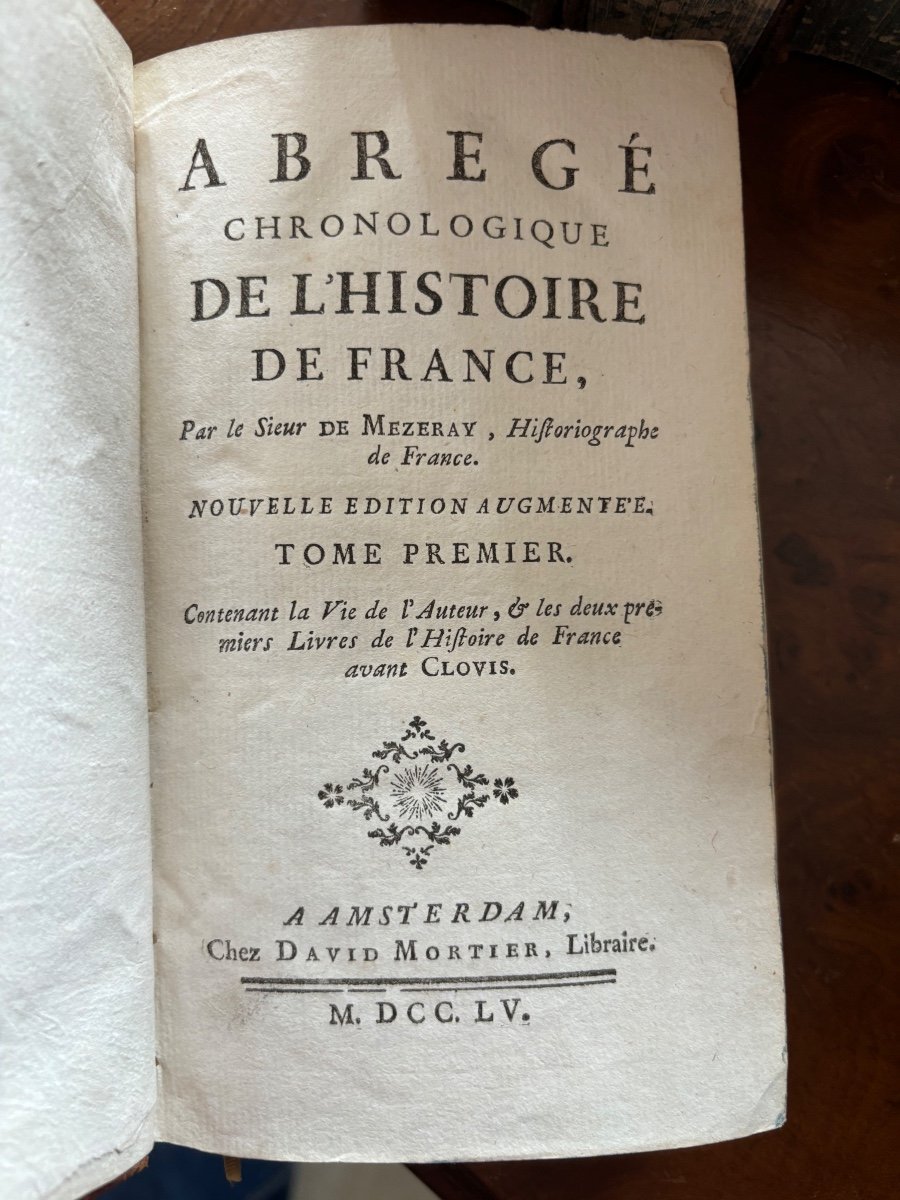 ABREGÉ
CHRONOLOGIQUE
DE L'HISTOIRE
DE FRANCE,
Par le Sieur DE MEZERAY, Hiſtoriographe
de France.
NOUVELLE EDITION AUGMENTE'E.
TOME PREMIER.
Contenant la Vie de l'Auteur, & les deux pre-
miers Livres de l'Hiſtoire de France
avant CLOVIS.
A AMSTERDAM,
Chez DAVID MORTIER, Libraire.
M. DCC. LV.